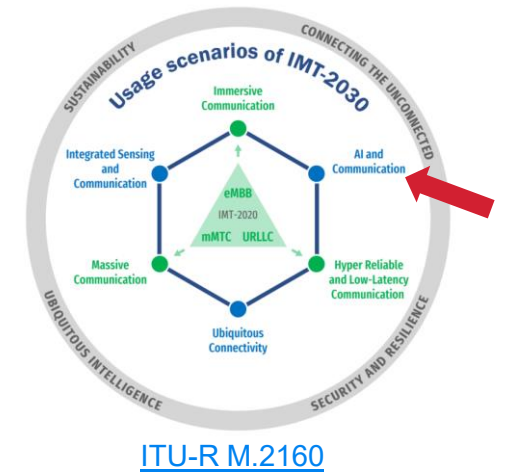 SUSTAINABILITY
CONNECTING THE UNCONNECTED
Usage scenarios of IMT-2030
Immersive
Communication
Integrated Sensing
and
Communication
AI and
Communication
eMBB
IMT-2020
mMTC URLLC
Massive
Communication
Hyper Reliable
and Low-Latency
Communication
Ubiquitous
Connectivity
UBIQUITOUS INTELLIGENCE
SECURITY AND RESILIENCE
ITU-R M.2160